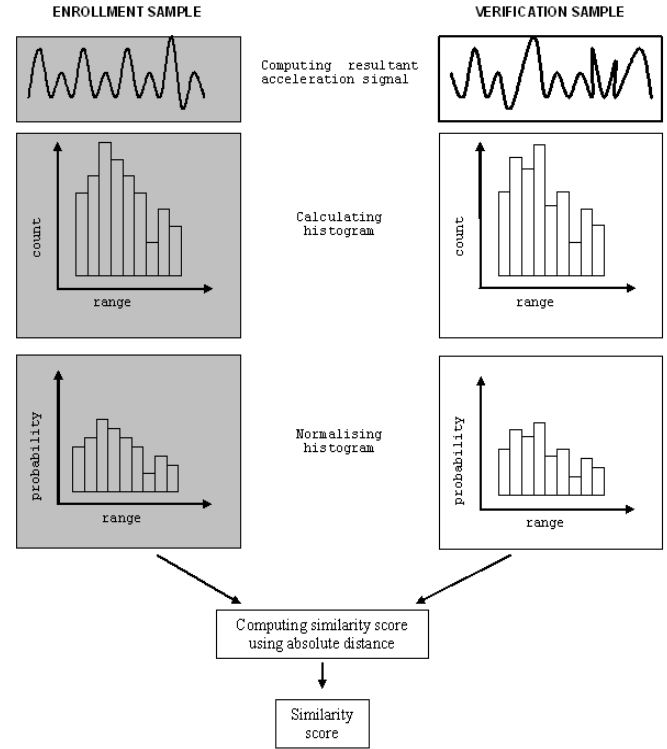 ENROLLMENT SAMPLE
VERIFICATION SAMPLE
Computing resultant
acceleration signal
count
range
Calculating
histogram
count
range
probability
range
Normalising
histogram
probability
range
Computing similarity score
using absolute distance
Similarity
score